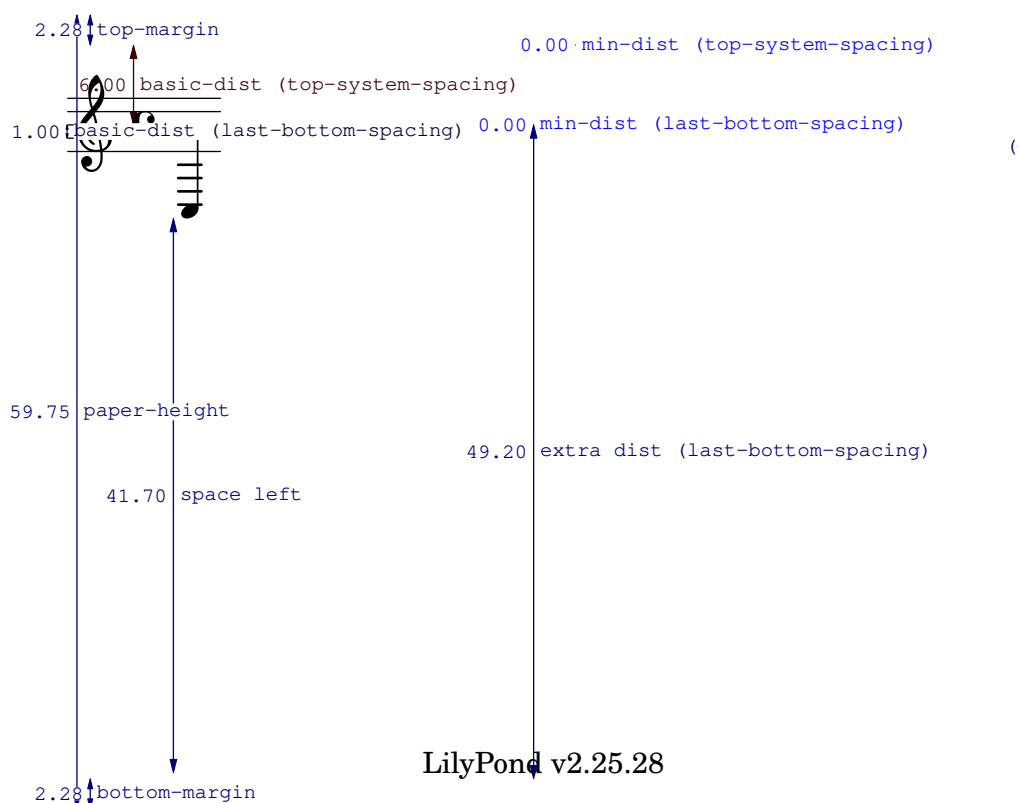 2.28 top-margin
0.00 min-dist (top-system-spacing)
6.00 basic-dist (top-system-spacing)
1.00 basic-dist (last-bottom-spacing)
0.00 min-dist (last-bottom-spacing)
(
59.75 paper-height
49.20 extra dist (last-bottom-spacing)
41.70 space left
LilyPond v2.25.28
2.28 bottom-margin